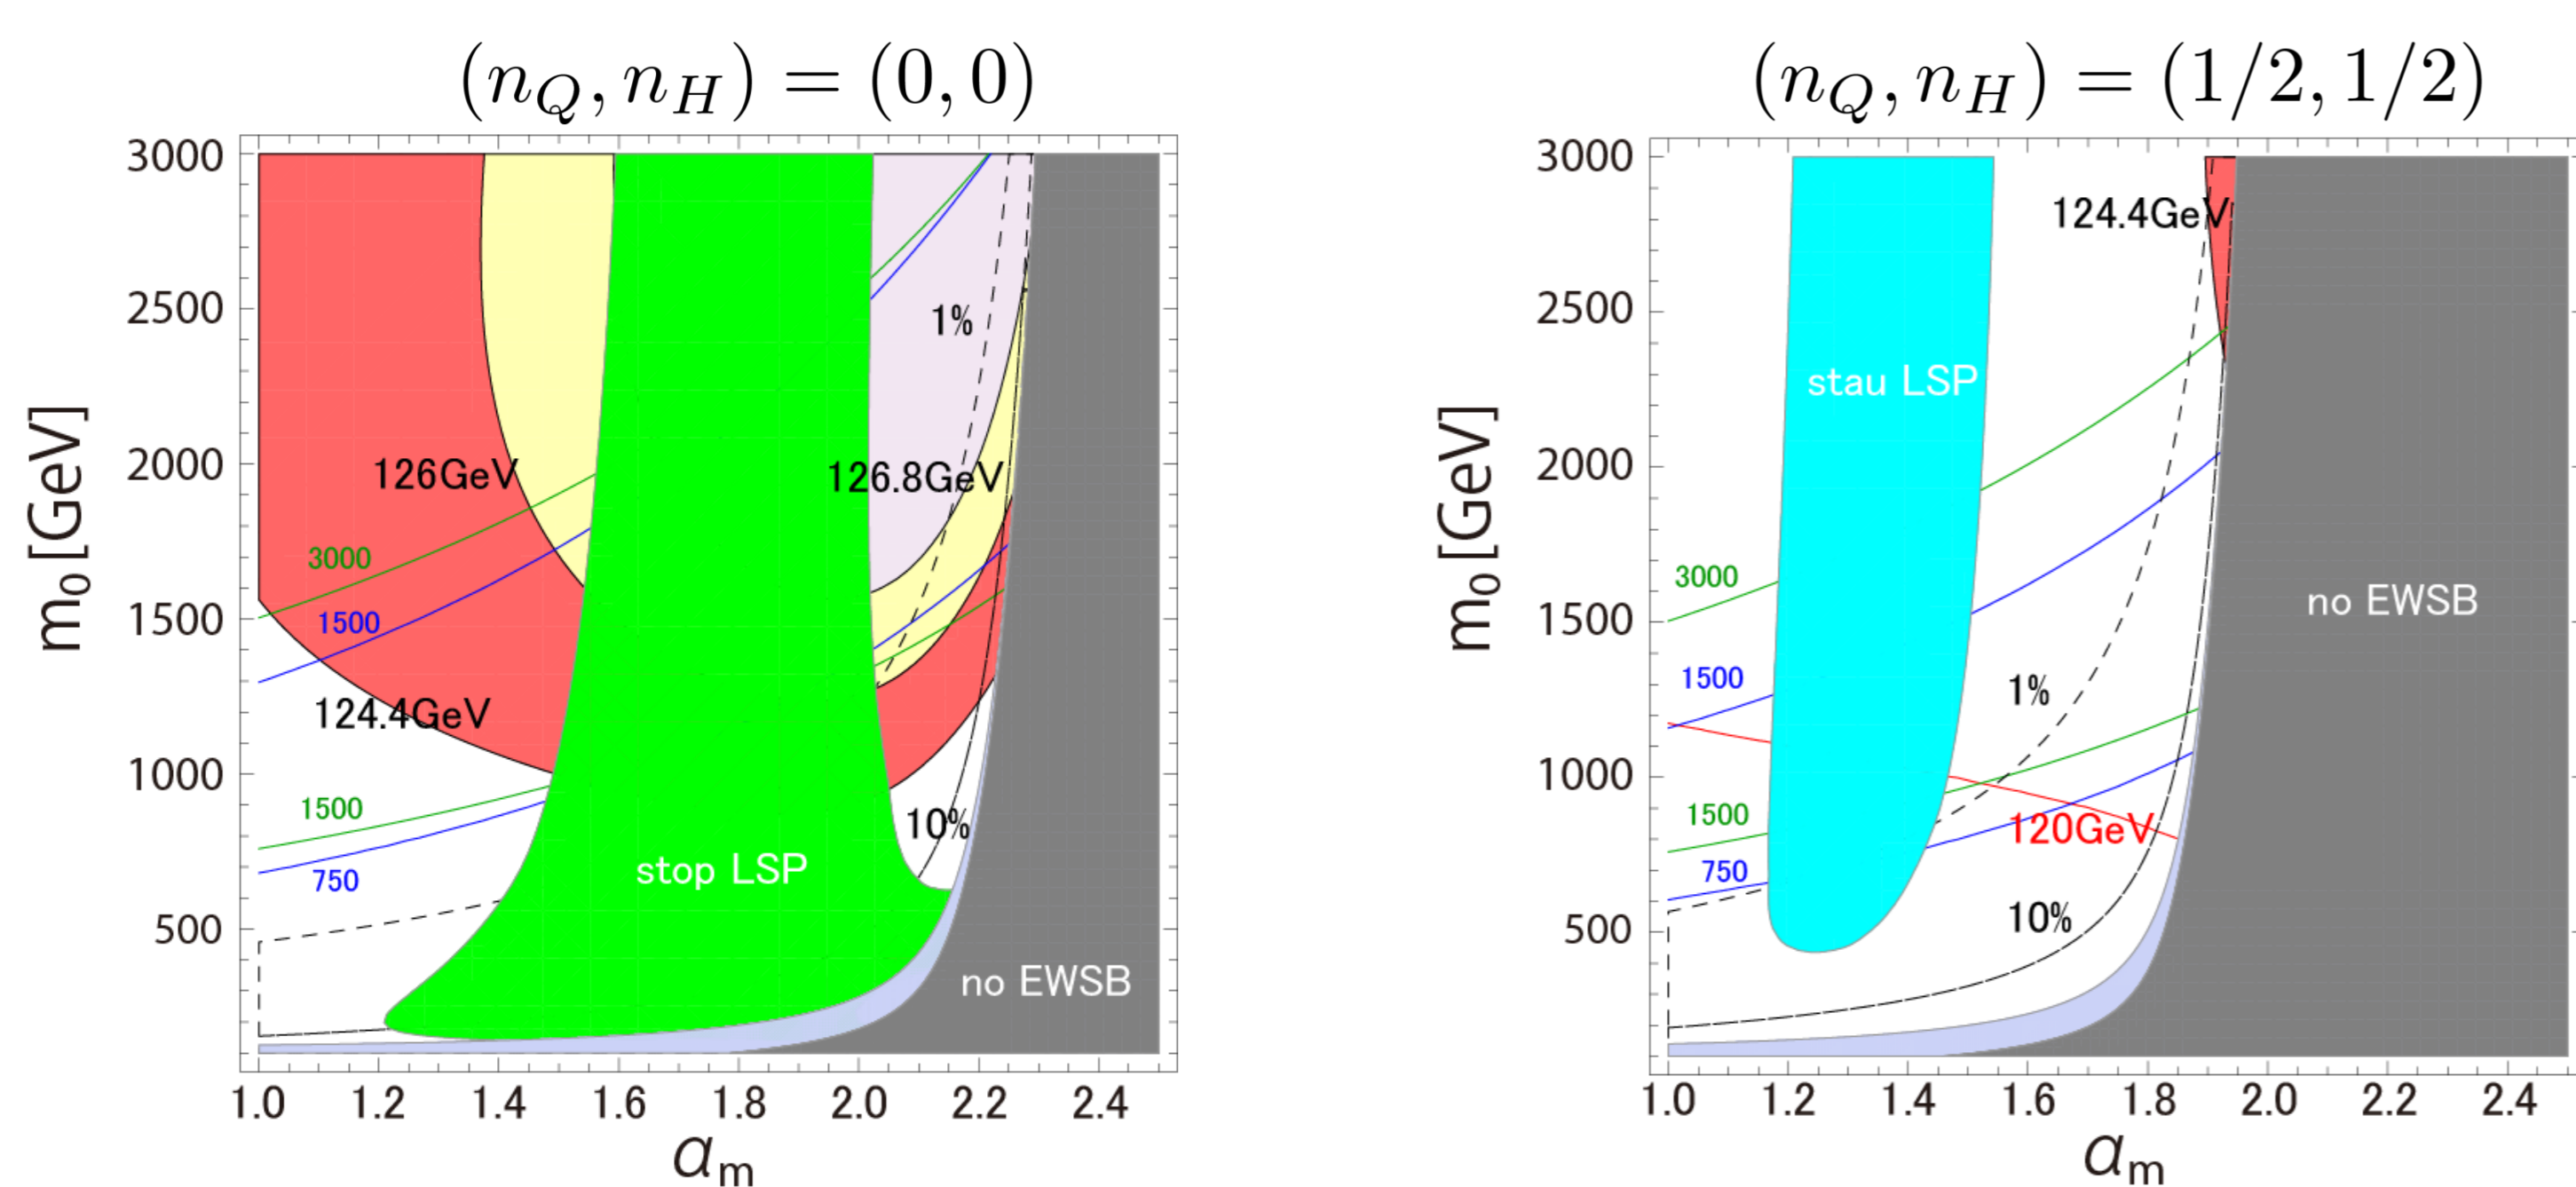 (n_Q, n_H) = (0, 0)
3000
2500
2000
1500
1000
500
m₀ [GeV]
126GeV
3000
1500
124.4GeV
1500
750
stop LSP
1%
126.8GeV
10%
no EWSB
1.0 1.2 1.4 1.6 1.8 2.0 2.2 2.4
α_m
(n_Q, n_H) = (1/2, 1/2)
3000
2500
2000
1500
1000
500
m₀ [GeV]
124.4GeV
stau LSP
3000
1500
1500
750
1%
120GeV
10%
no EWSB
1.0 1.2 1.4 1.6 1.8 2.0 2.2 2.4
α_m